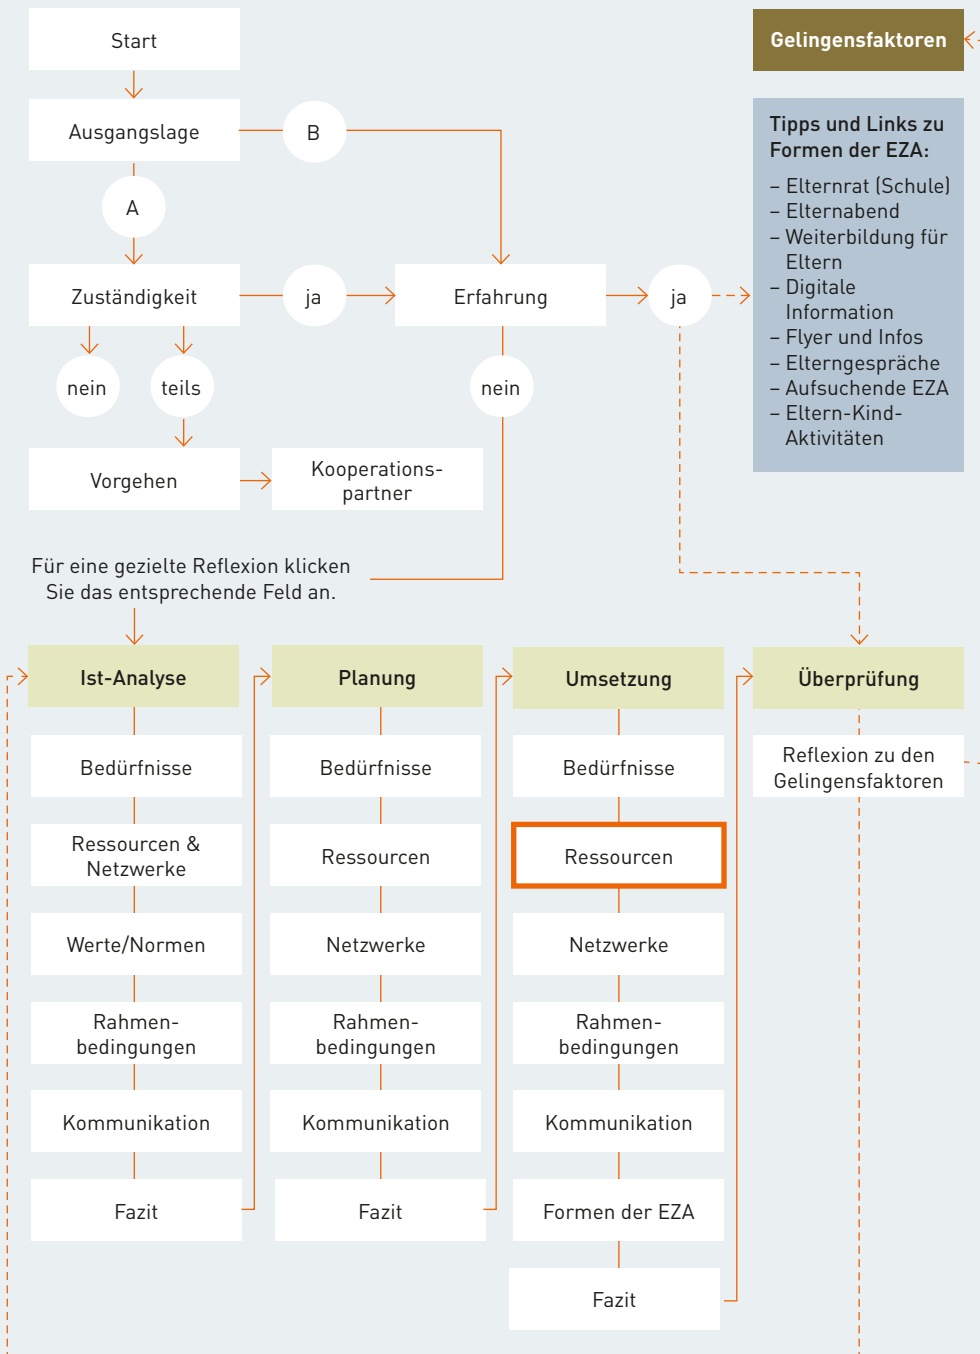 Start
Gelingensfaktoren
Ausgangslage
B
A
Tipps und Links zu
Formen der EZA:
– Elternrat (Schule)
– Elternabend
– Weiterbildung für
Eltern
– Digitale
Information
– Flyer und Infos
– Elterngespräche
– Aufsuchende EZA
– Eltern-Kind-
Aktivitäten
Zuständigkeit
ja
Erfahrung
ja
nein
teils
nein
Vorgehen
Kooperations-
partner
Für eine gezielte Reflexion klicken
Sie das entsprechende Feld an.
Ist-Analyse
Bedürfnisse
Ressourcen &
Netzwerke
Werte/Normen
Rahmen-
bedingungen
Kommunikation
Fazit
Planung
Bedürfnisse
Ressourcen
Netzwerke
Rahmen-
bedingungen
Kommunikation
Fazit
Umsetzung
Bedürfnisse
Ressourcen
Netzwerke
Rahmen-
bedingungen
Kommunikation
Formen der EZA
Fazit
Überprüfung
Reflexion zu den
Gelingensfaktoren